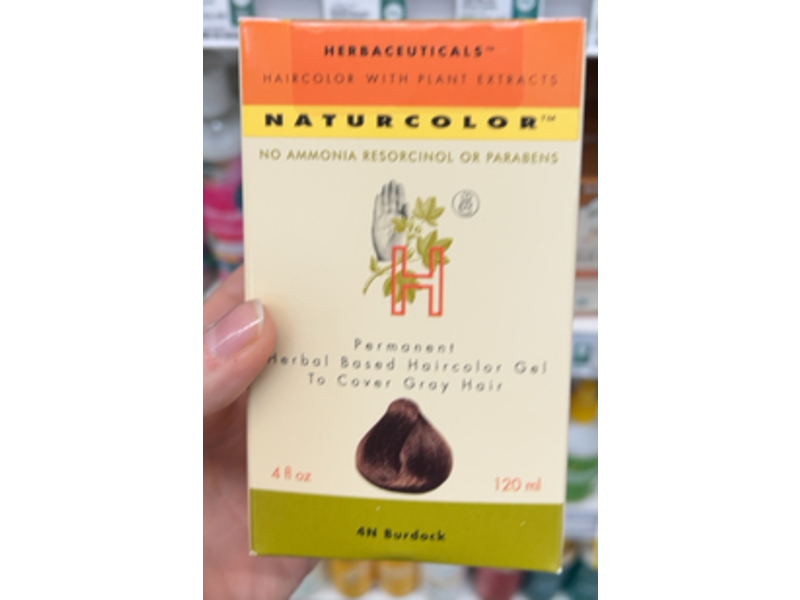 HERBACEUTICALS™
HAIRCOLOR WITH PLANT EXTRACTS
NATURCOLOR™
NO AMMONIA RESORCINOL OR PARABENS
H
Permanent
Herbal Based Haircolor Gel
To Cover Gray Hair
4 fl oz
120 ml
4N Burdock